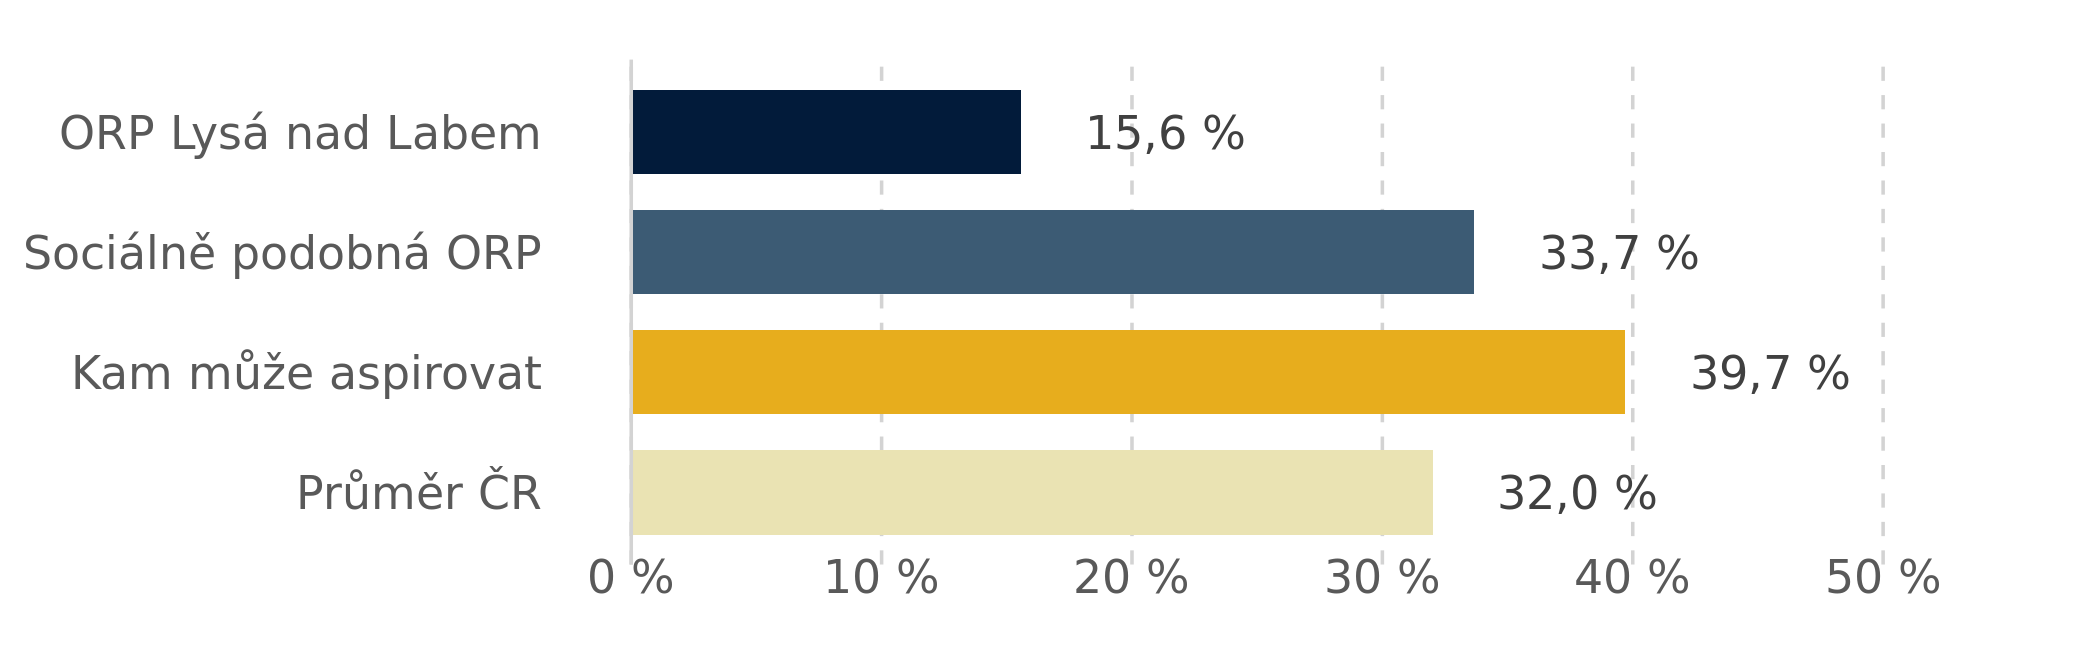 ORP Lysá nad Labem
15,6 %
Sociálně podobná ORP
33,7 %
Kam může aspirovat
39,7 %
Průměr ČR
32,0 %
0 % 10 % 20 % 30 % 40 % 50 %